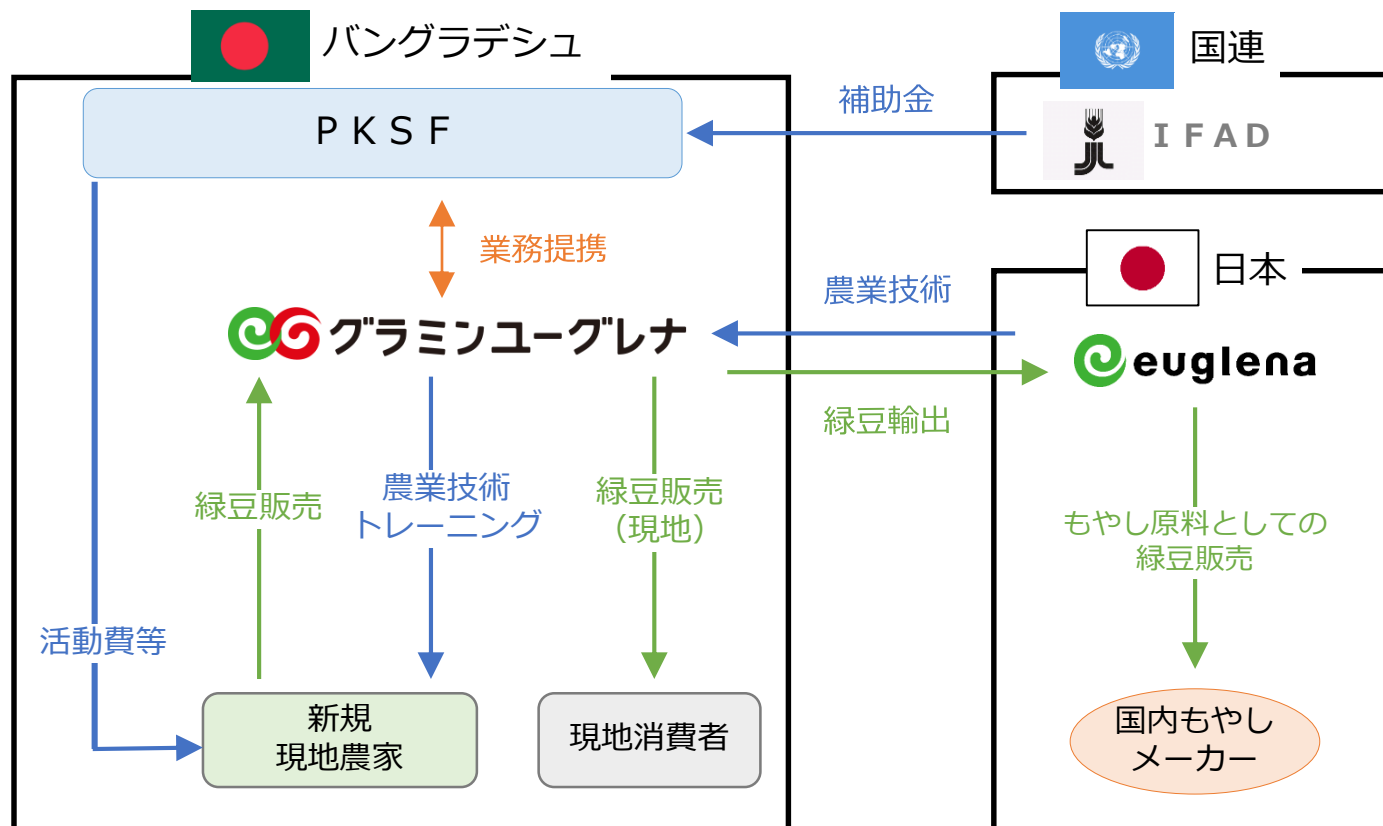 バングラデシュ
国連
ＰＫＳＦ
補助金
ＩＦＡＤ
業務提携
日本
農業技術
グラミンユーグレナ
euglena
緑豆輸出
緑豆販売
農業技術
トレーニング
緑豆販売
（現地）
もやし原料としての
緑豆販売
活動費等
新規
現地農家
現地消費者
国内もやし
メーカー